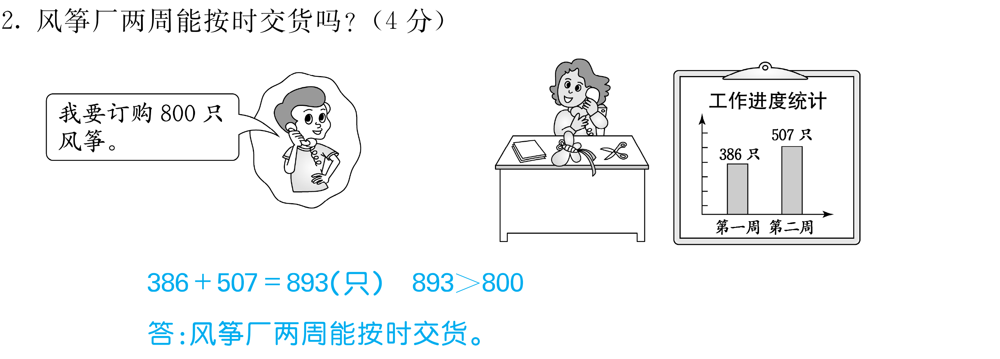 2. 风筝厂两周能按时交货吗?(4 分)
我要订购 800 只
风筝。
工作进度统计
507 只
386 只
第一周 第二周
386+507=893(只) 893>800
答:风筝厂两周能按时交货。